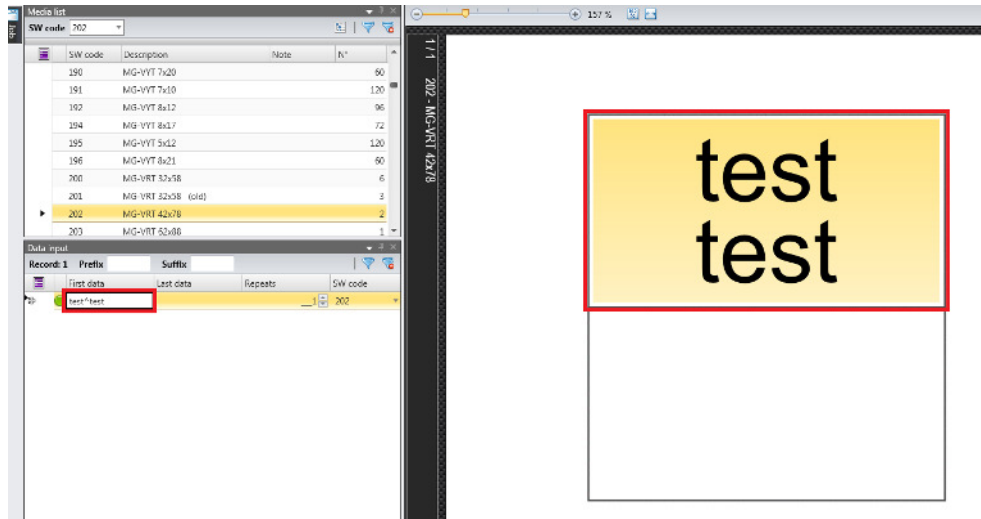 Media list
SW code 202
SW code Description Note N°
190 MG-VYT 7x20 60
191 MG-VYT 7x10 120
192 MG-VYT 8x12 96
194 MG-VYT 8x17 72
195 MG-VYT 5x12 120
196 MG-VYT 8x21 60
200 MG-VRT 32x58 6
201 MG-VRT 32x58 (old) 3
202 MG-VRT 42x78 2
203 MG-VRT 62x88 1
Data input
Record: 1 Prefix Suffix
First data Last data Repeats SW code
test^test __1 202
Job
157 %
1 / 1 202 - MG-VRT 42x78
test
test